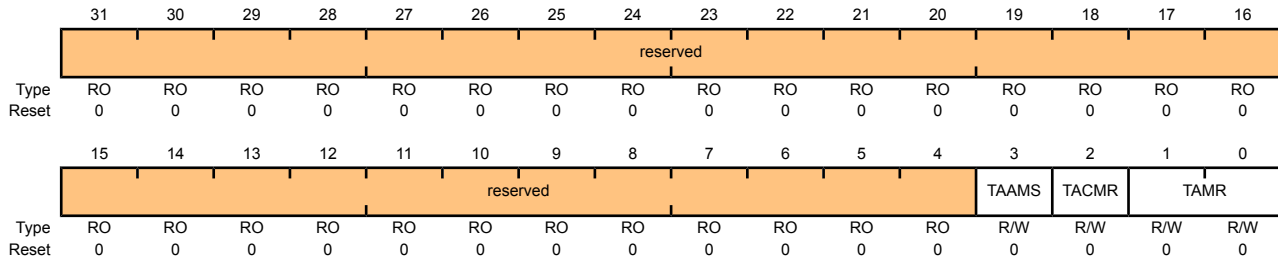 31 30 29 28 27 26 25 24 23 22 21 20 19 18 17 16
reserved
Type RO RO RO RO RO RO RO RO RO RO RO RO RO RO RO RO
Reset 0 0 0 0 0 0 0 0 0 0 0 0 0 0 0 0
15 14 13 12 11 10 9 8 7 6 5 4 3 2 1 0
reserved TAAMS TACMR TAMR
Type RO RO RO RO RO RO RO RO RO RO RO RO R/W R/W R/W R/W
Reset 0 0 0 0 0 0 0 0 0 0 0 0 0 0 0 0